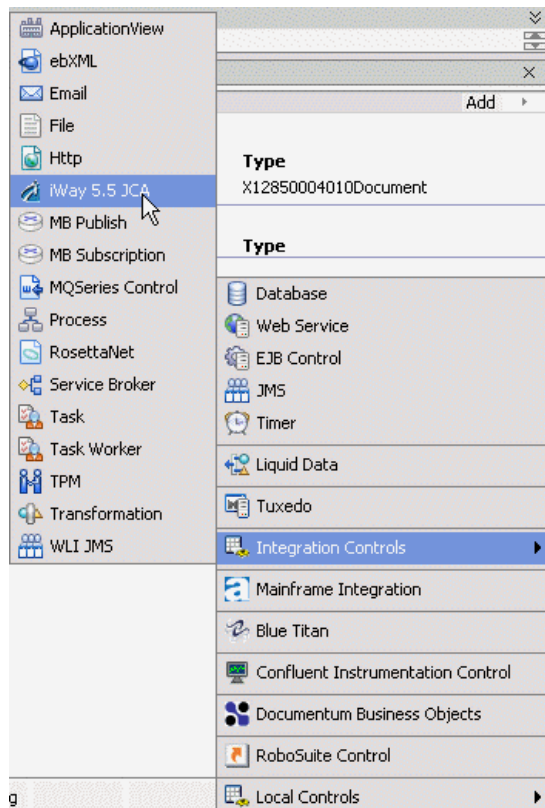 ApplicationView
ebXML
Email
File
Http
iWay 5.5 JCA
MB Publish
MB Subscription
MQSeries Control
Process
RosettaNet
Service Broker
Task
Task Worker
TPM
Transformation
WLI JMS
Add
Type
X12850004010Document
Type
Database
Web Service
EJB Control
JMS
Timer
Liquid Data
Tuxedo
Integration Controls
Mainframe Integration
Blue Titan
Confluent Instrumentation Control
Documentum Business Objects
RoboSuite Control
Local Controls
g